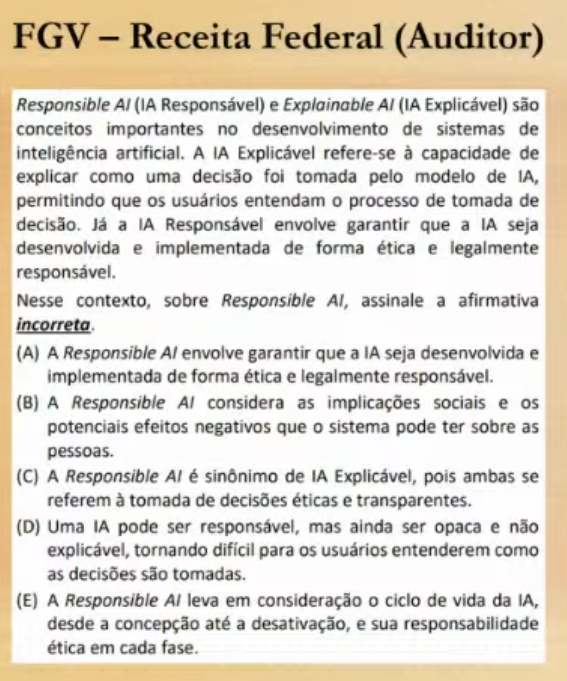 FGV – Receita Federal (Auditor)
Responsible AI (IA Responsável) e Explainable AI (IA Explicável) são
conceitos importantes no desenvolvimento de sistemas de
inteligência artificial. A IA Explicável refere-se à capacidade de
explicar como uma decisão foi tomada pelo modelo de IA,
permitindo que os usuários entendam o processo de tomada de
decisão. Já a IA Responsável envolve garantir que a IA seja
desenvolvida e implementada de forma ética e legalmente
responsável.
Nesse contexto, sobre Responsible AI, assinale a afirmativa
incorreta.
(A) A Responsible AI envolve garantir que a IA seja desenvolvida e
implementada de forma ética e legalmente responsável.
(B) A Responsible AI considera as implicações sociais e os
potenciais efeitos negativos que o sistema pode ter sobre as
pessoas.
(C) A Responsible AI é sinônimo de IA Explicável, pois ambas se
referem à tomada de decisões éticas e transparentes.
(D) Uma IA pode ser responsável, mas ainda ser opaca e não
explicável, tornando difícil para os usuários entenderem como
as decisões são tomadas.
(E) A Responsible AI leva em consideração o ciclo de vida da IA,
desde a concepção até a desativação, e sua responsabilidade
ética em cada fase.